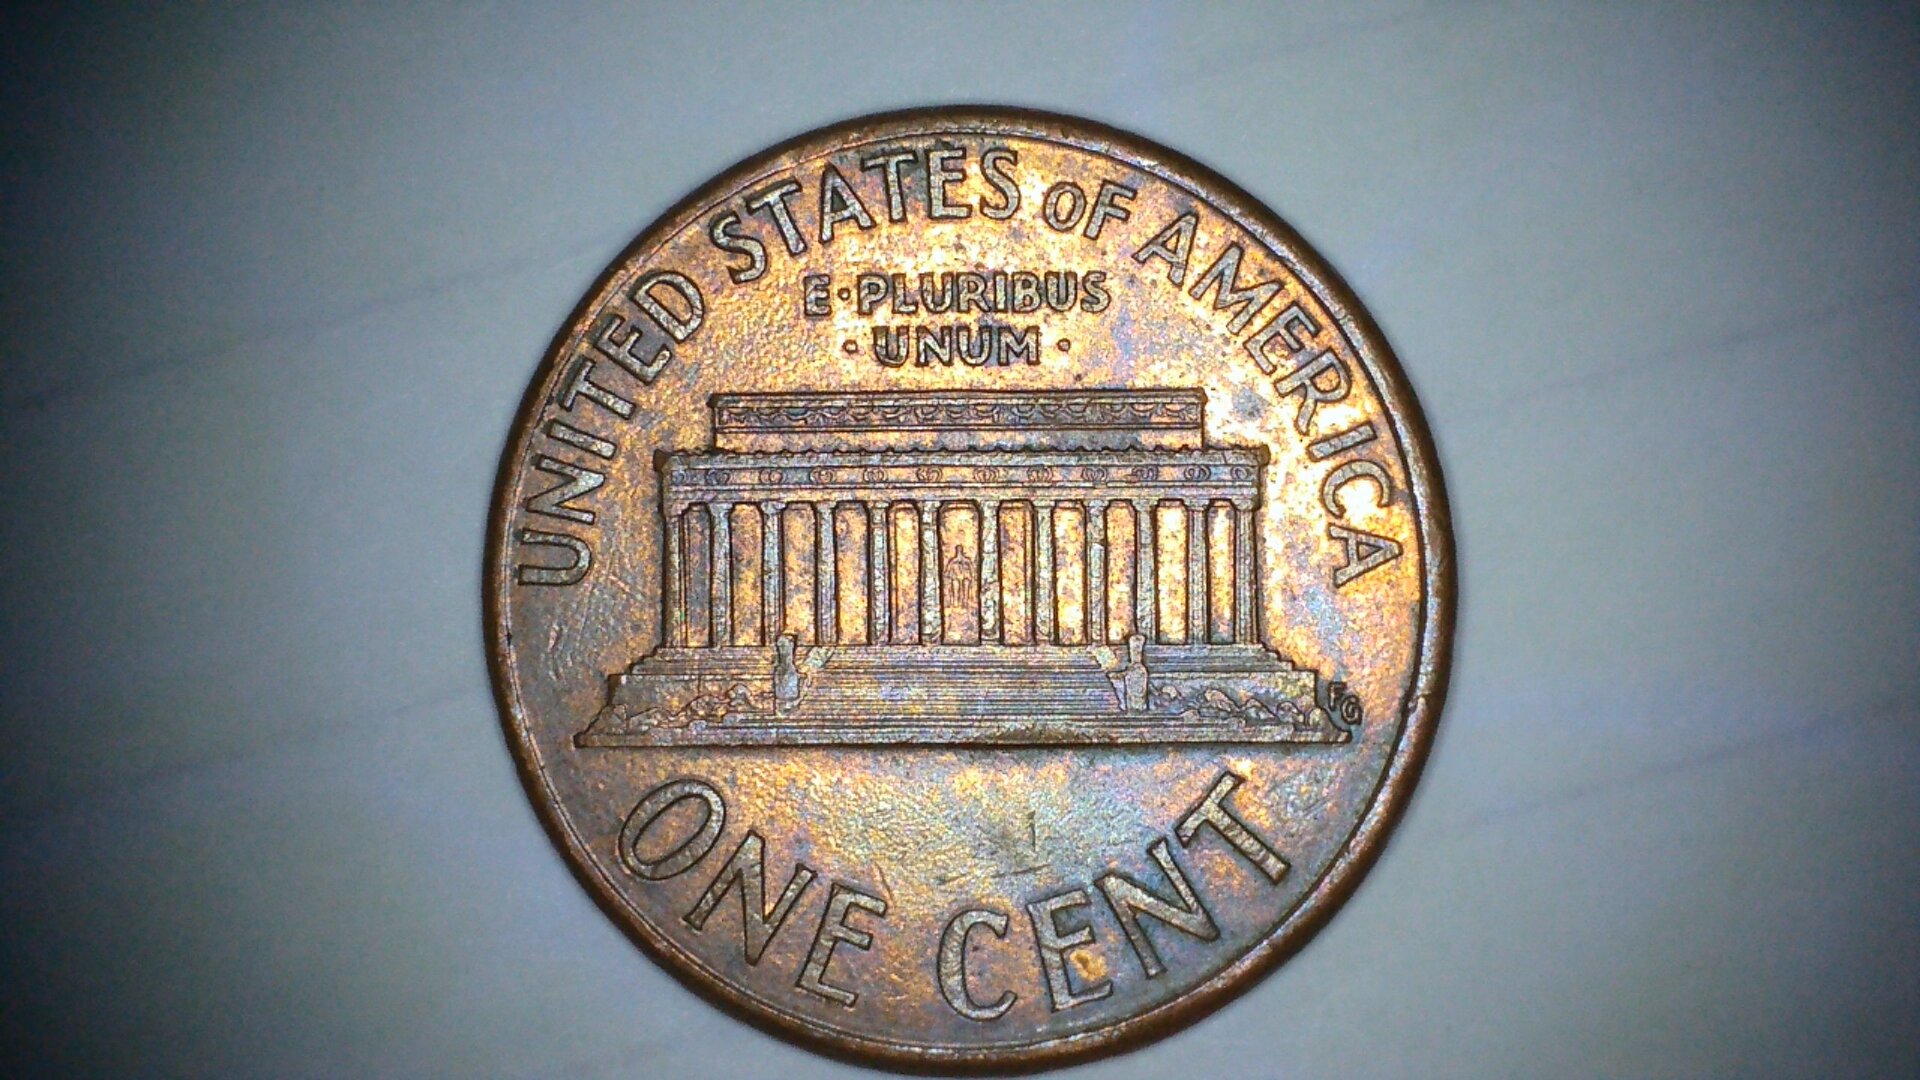 UNITED STATES OF AMERICA
E·PLURIBUS
·UNUM·
FG
ONE CENT